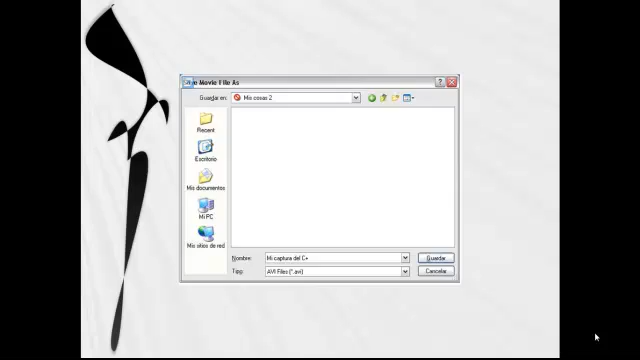 Save Movie File As
Guardar en:
Mis cosas 2
Recent
Escritorio
Mis documentos
Mi PC
Mis sitios de red
Nombre:
Mi captura del C+
Guardar
Tipo:
AVI Files (*.avi)
Cancelar